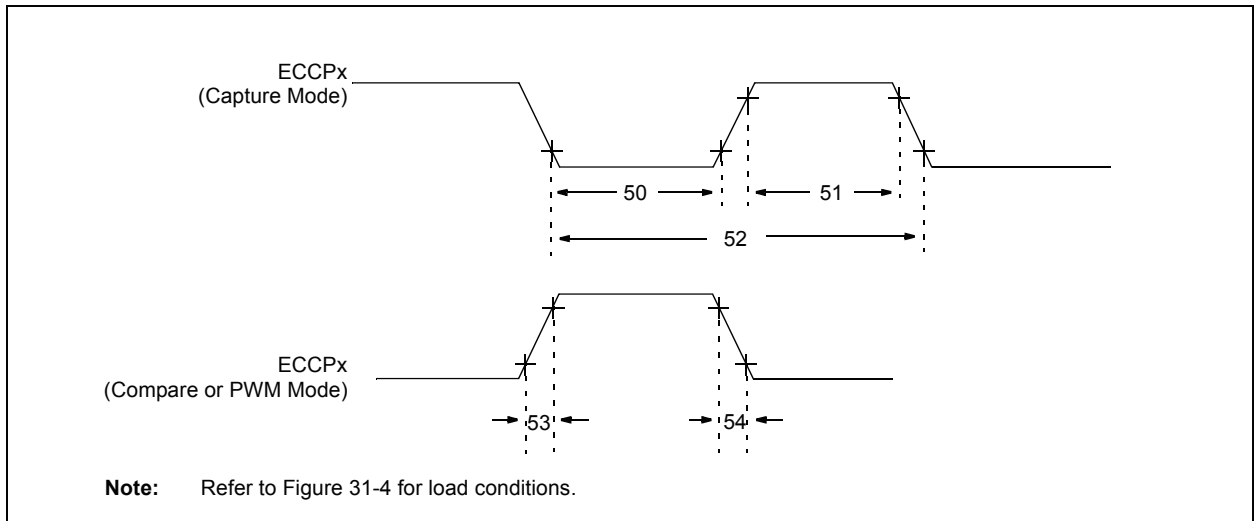 ECCPx
(Capture Mode)
50
51
52
ECCPx
(Compare or PWM Mode)
53
54
Note: Refer to Figure 31-4 for load conditions.